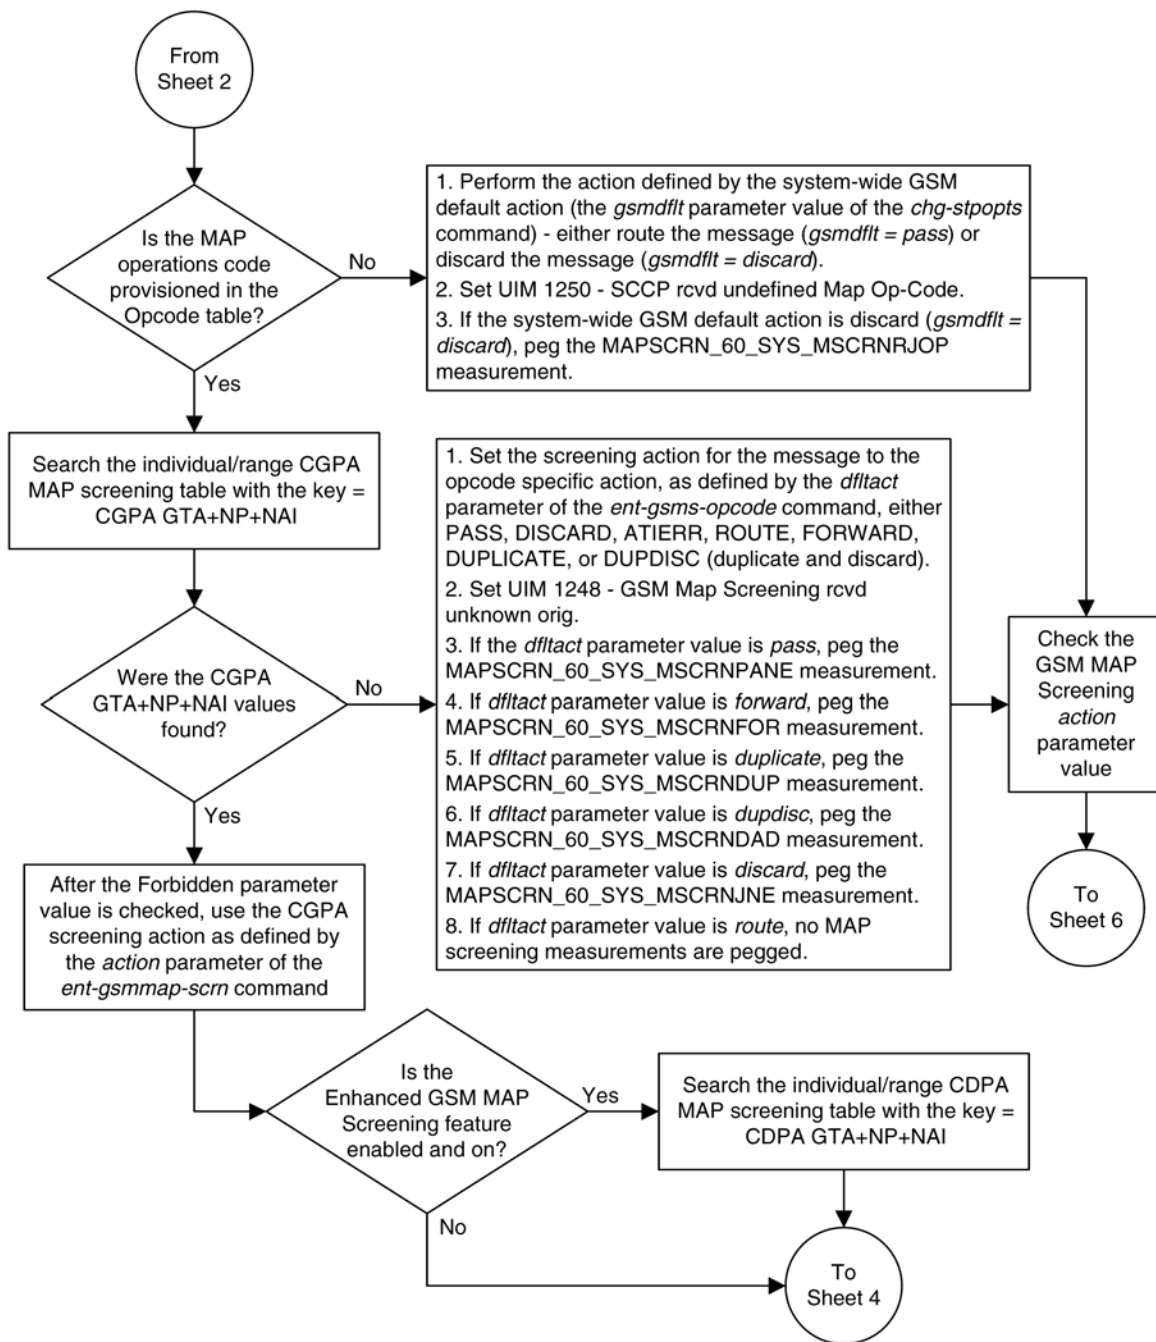 From
Sheet 2
Is the MAP
operations code
provisioned in the
Opcode table?
No
Yes
1. Perform the action defined by the system-wide GSM
default action (the gsmdflt parameter value of the chg-stpopts
command) - either route the message (gsmdflt = pass) or
discard the message (gsmdflt = discard).
2. Set UIM 1250 - SCCP rcvd undefined Map Op-Code.
3. If the system-wide GSM default action is discard (gsmdflt =
discard), peg the MAPSCRN_60_SYS_MSCRNRJOP
measurement.
Search the individual/range CGPA
MAP screening table with the key =
CGPA GTA+NP+NAI
Were the CGPA
GTA+NP+NAI values
found?
No
Yes
1. Set the screening action for the message to the
opcode specific action, as defined by the dfltact
parameter of the ent-gsms-opcode command, either
PASS, DISCARD, ATIERR, ROUTE, FORWARD,
DUPLICATE, or DUPDISC (duplicate and discard).
2. Set UIM 1248 - GSM Map Screening rcvd
unknown orig.
3. If the dfltact parameter value is pass, peg the
MAPSCRN_60_SYS_MSCRNPANE measurement.
4. If dfltact parameter value is forward, peg the
MAPSCRN_60_SYS_MSCRNFOR measurement.
5. If dfltact parameter value is duplicate, peg the
MAPSCRN_60_SYS_MSCRNDUP measurement.
6. If dfltact parameter value is dupdisc, peg the
MAPSCRN_60_SYS_MSCRNDAD measurement.
7. If dfltact parameter value is discard, peg the
MAPSCRN_60_SYS_MSCRNJNE measurement.
8. If dfltact parameter value is route, no MAP
screening measurements are pegged.
Check the
GSM MAP
Screening
action
parameter
value
To
Sheet 6
After the Forbidden parameter
value is checked, use the CGPA
screening action as defined by
the action parameter of the
ent-gsmmap-scrn command
Is the
Enhanced GSM MAP
Screening feature
enabled and on?
Yes
No
Search the individual/range CDPA
MAP screening table with the key =
CDPA GTA+NP+NAI
To
Sheet 4